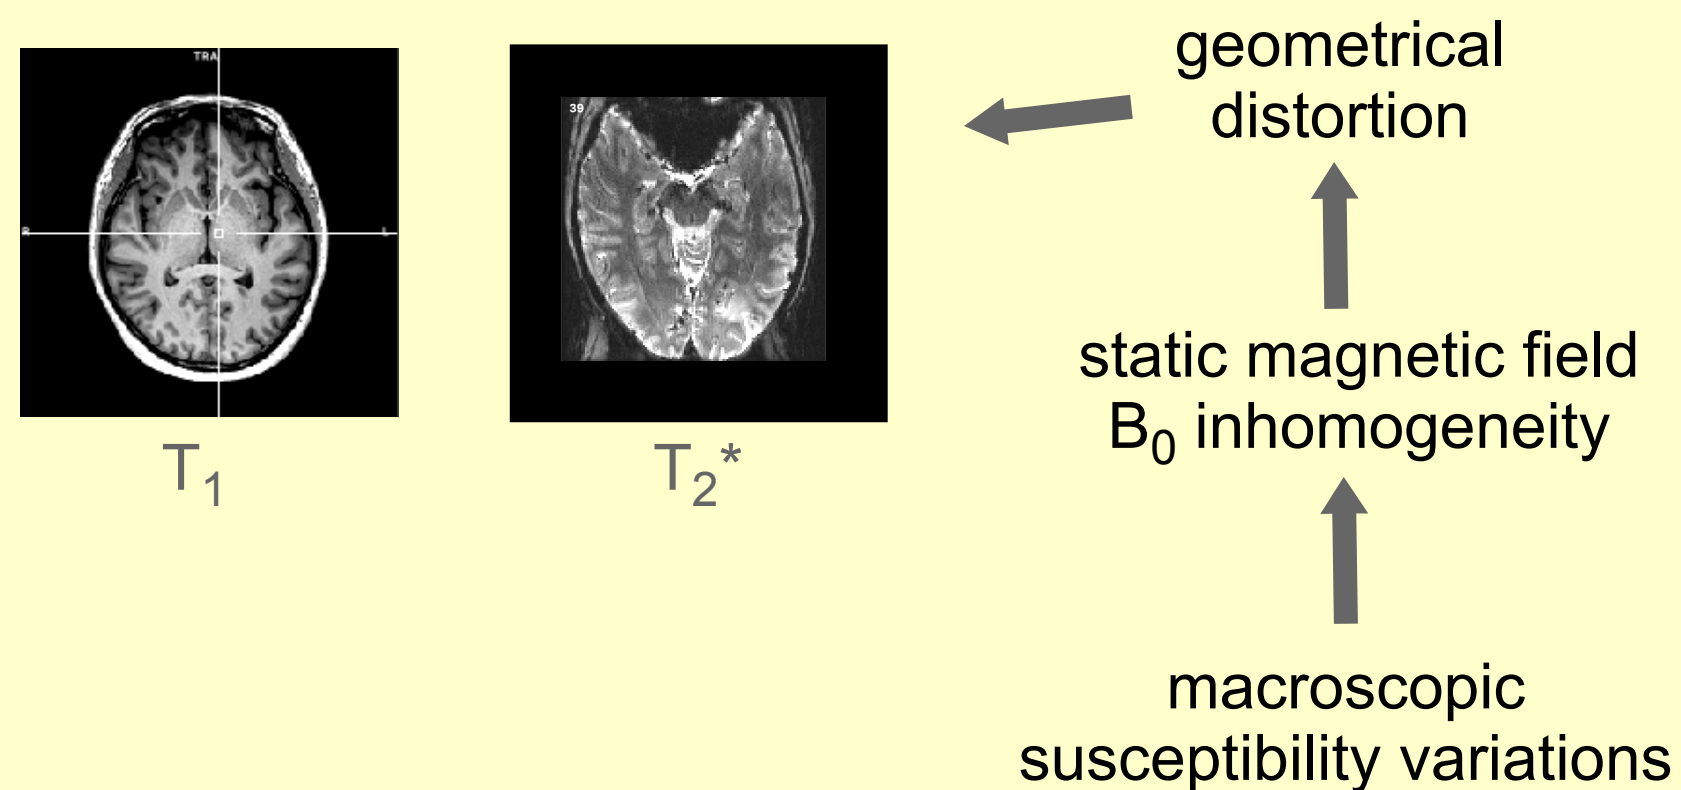 TRA
R
L
T1
39
T2*
geometrical
distortion
static magnetic field
B0 inhomogeneity
macroscopic
susceptibility variations